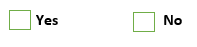 Yes No